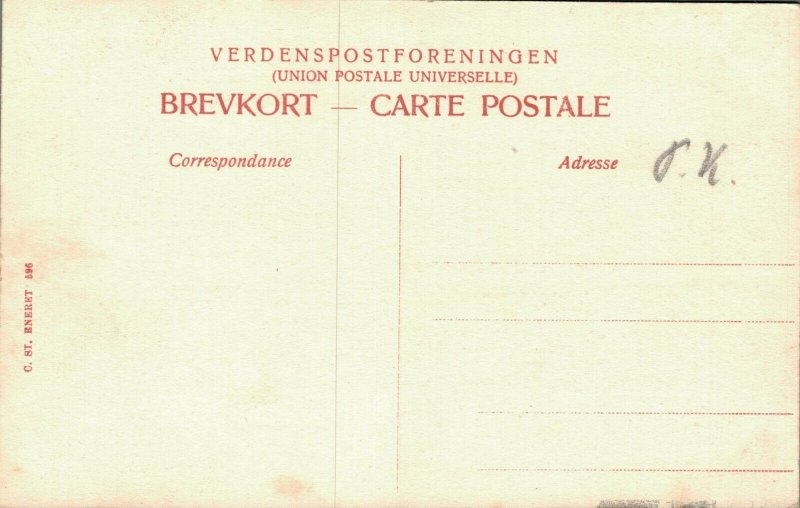 VERDENSPOSTFORENINGEN
(UNION POSTALE UNIVERSELLE)
BREVKORT — CARTE POSTALE
Correspondance
Adresse
C. ST. ENERET 596